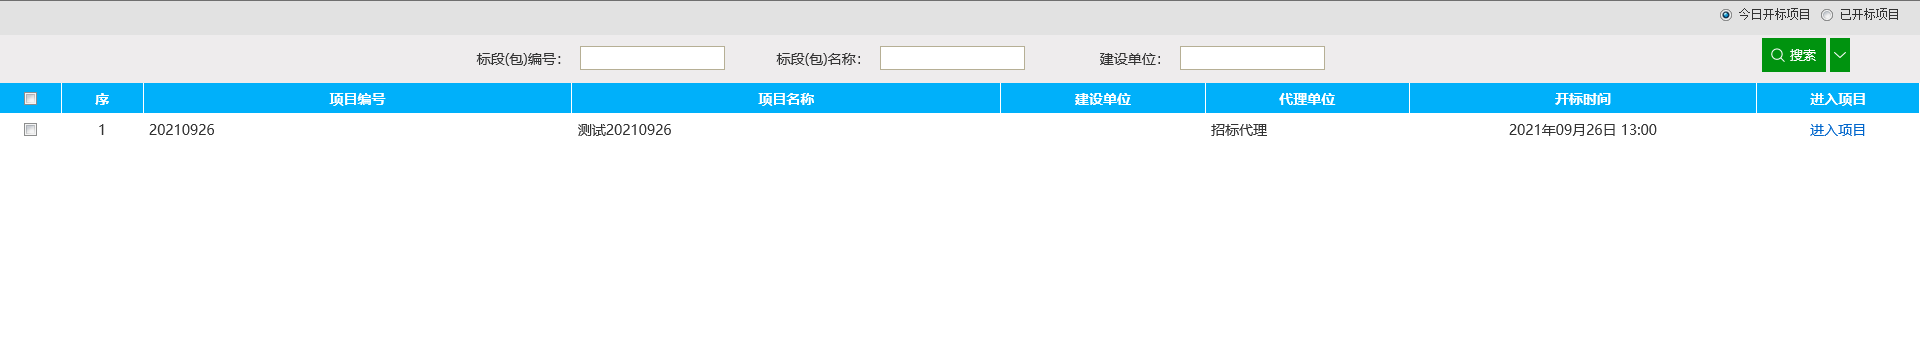 今日开标项目 已开标项目
标段(包)编号： 标段(包)名称： 建设单位： 搜索
序 项目编号 项目名称 建设单位 代理单位 开标时间 进入项目
1 20210926 测试20210926 招标代理 2021年09月26日 13:00 进入项目